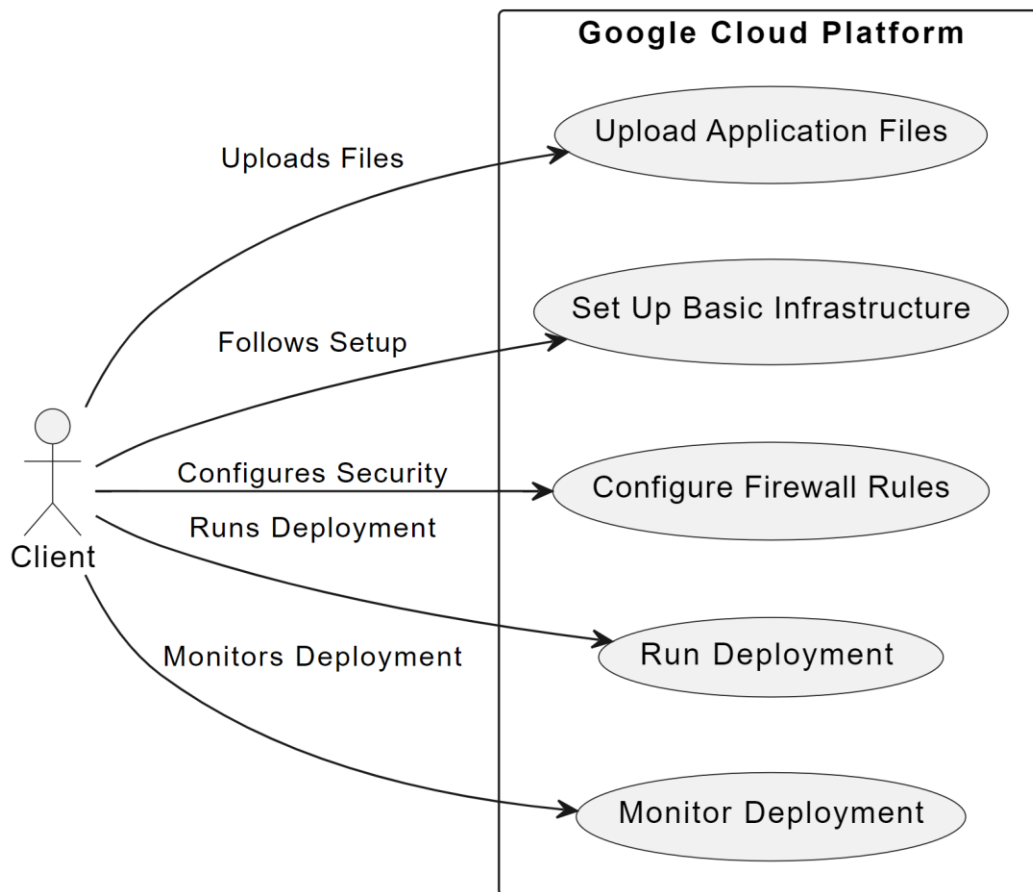 Google Cloud Platform
Upload Application Files
Uploads Files
Set Up Basic Infrastructure
Follows Setup
Configures Security
Configure Firewall Rules
Runs Deployment
Client
Run Deployment
Monitors Deployment
Monitor Deployment